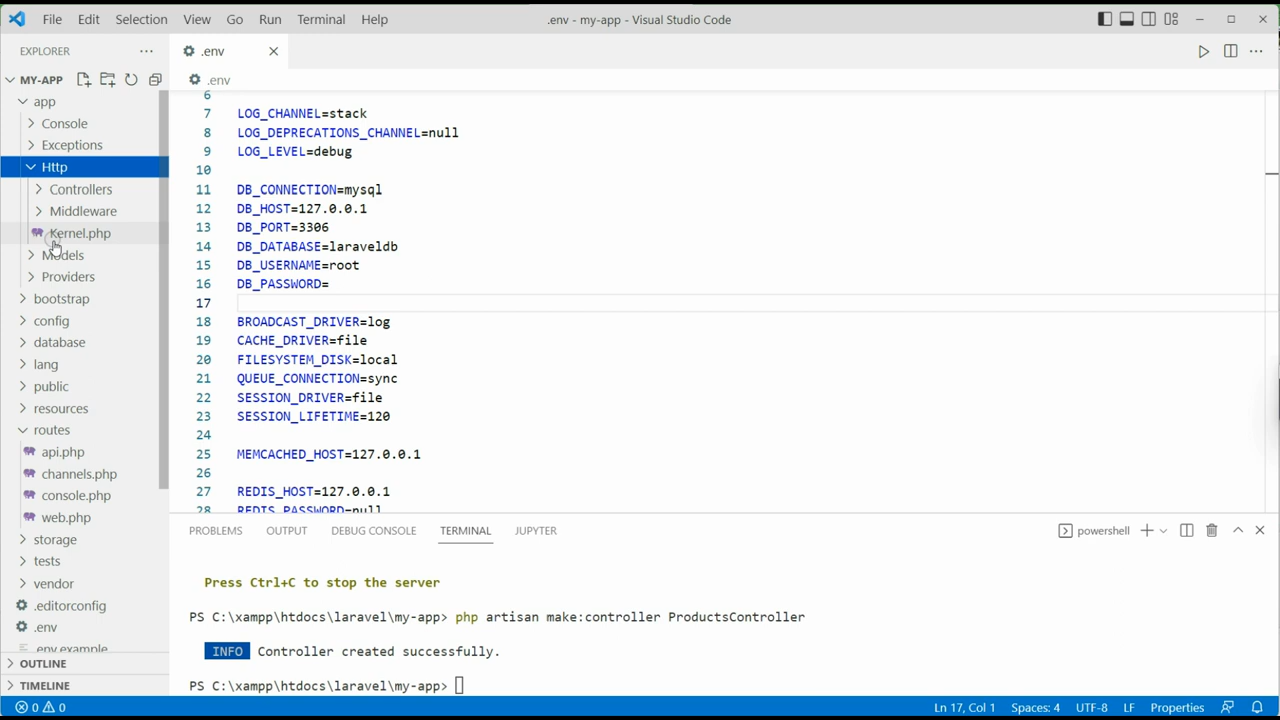 File Edit Selection View Go Run Terminal Help .env - my-app - Visual Studio Code
EXPLORER
MY-APP
app
Console
Exceptions
Http
Controllers
Middleware
Kernel.php
Models
Providers
bootstrap
config
database
lang
public
resources
routes
api.php
channels.php
console.php
web.php
storage
tests
vendor
.editorconfig
.env
.env.example
OUTLINE
TIMELINE
.env
.env
6
7 LOG_CHANNEL=stack
8 LOG_DEPRECATIONS_CHANNEL=null
9 LOG_LEVEL=debug
10
11 DB_CONNECTION=mysql
12 DB_HOST=127.0.0.1
13 DB_PORT=3306
14 DB_DATABASE=laraveldb
15 DB_USERNAME=root
16 DB_PASSWORD=
17
18 BROADCAST_DRIVER=log
19 CACHE_DRIVER=file
20 FILESYSTEM_DISK=local
21 QUEUE_CONNECTION=sync
22 SESSION_DRIVER=file
23 SESSION_LIFETIME=120
24
25 MEMCACHED_HOST=127.0.0.1
26
27 REDIS_HOST=127.0.0.1
28 REDIS_PASSWORD=null
PROBLEMS OUTPUT DEBUG CONSOLE TERMINAL JUPYTER powershell
Press Ctrl+C to stop the server
PS C:\xampp\htdocs\laravel\my-app> php artisan make:controller ProductsController
INFO Controller created successfully.
PS C:\xampp\htdocs\laravel\my-app>
0 0 Ln 17, Col 1 Spaces: 4 UTF-8 LF Properties